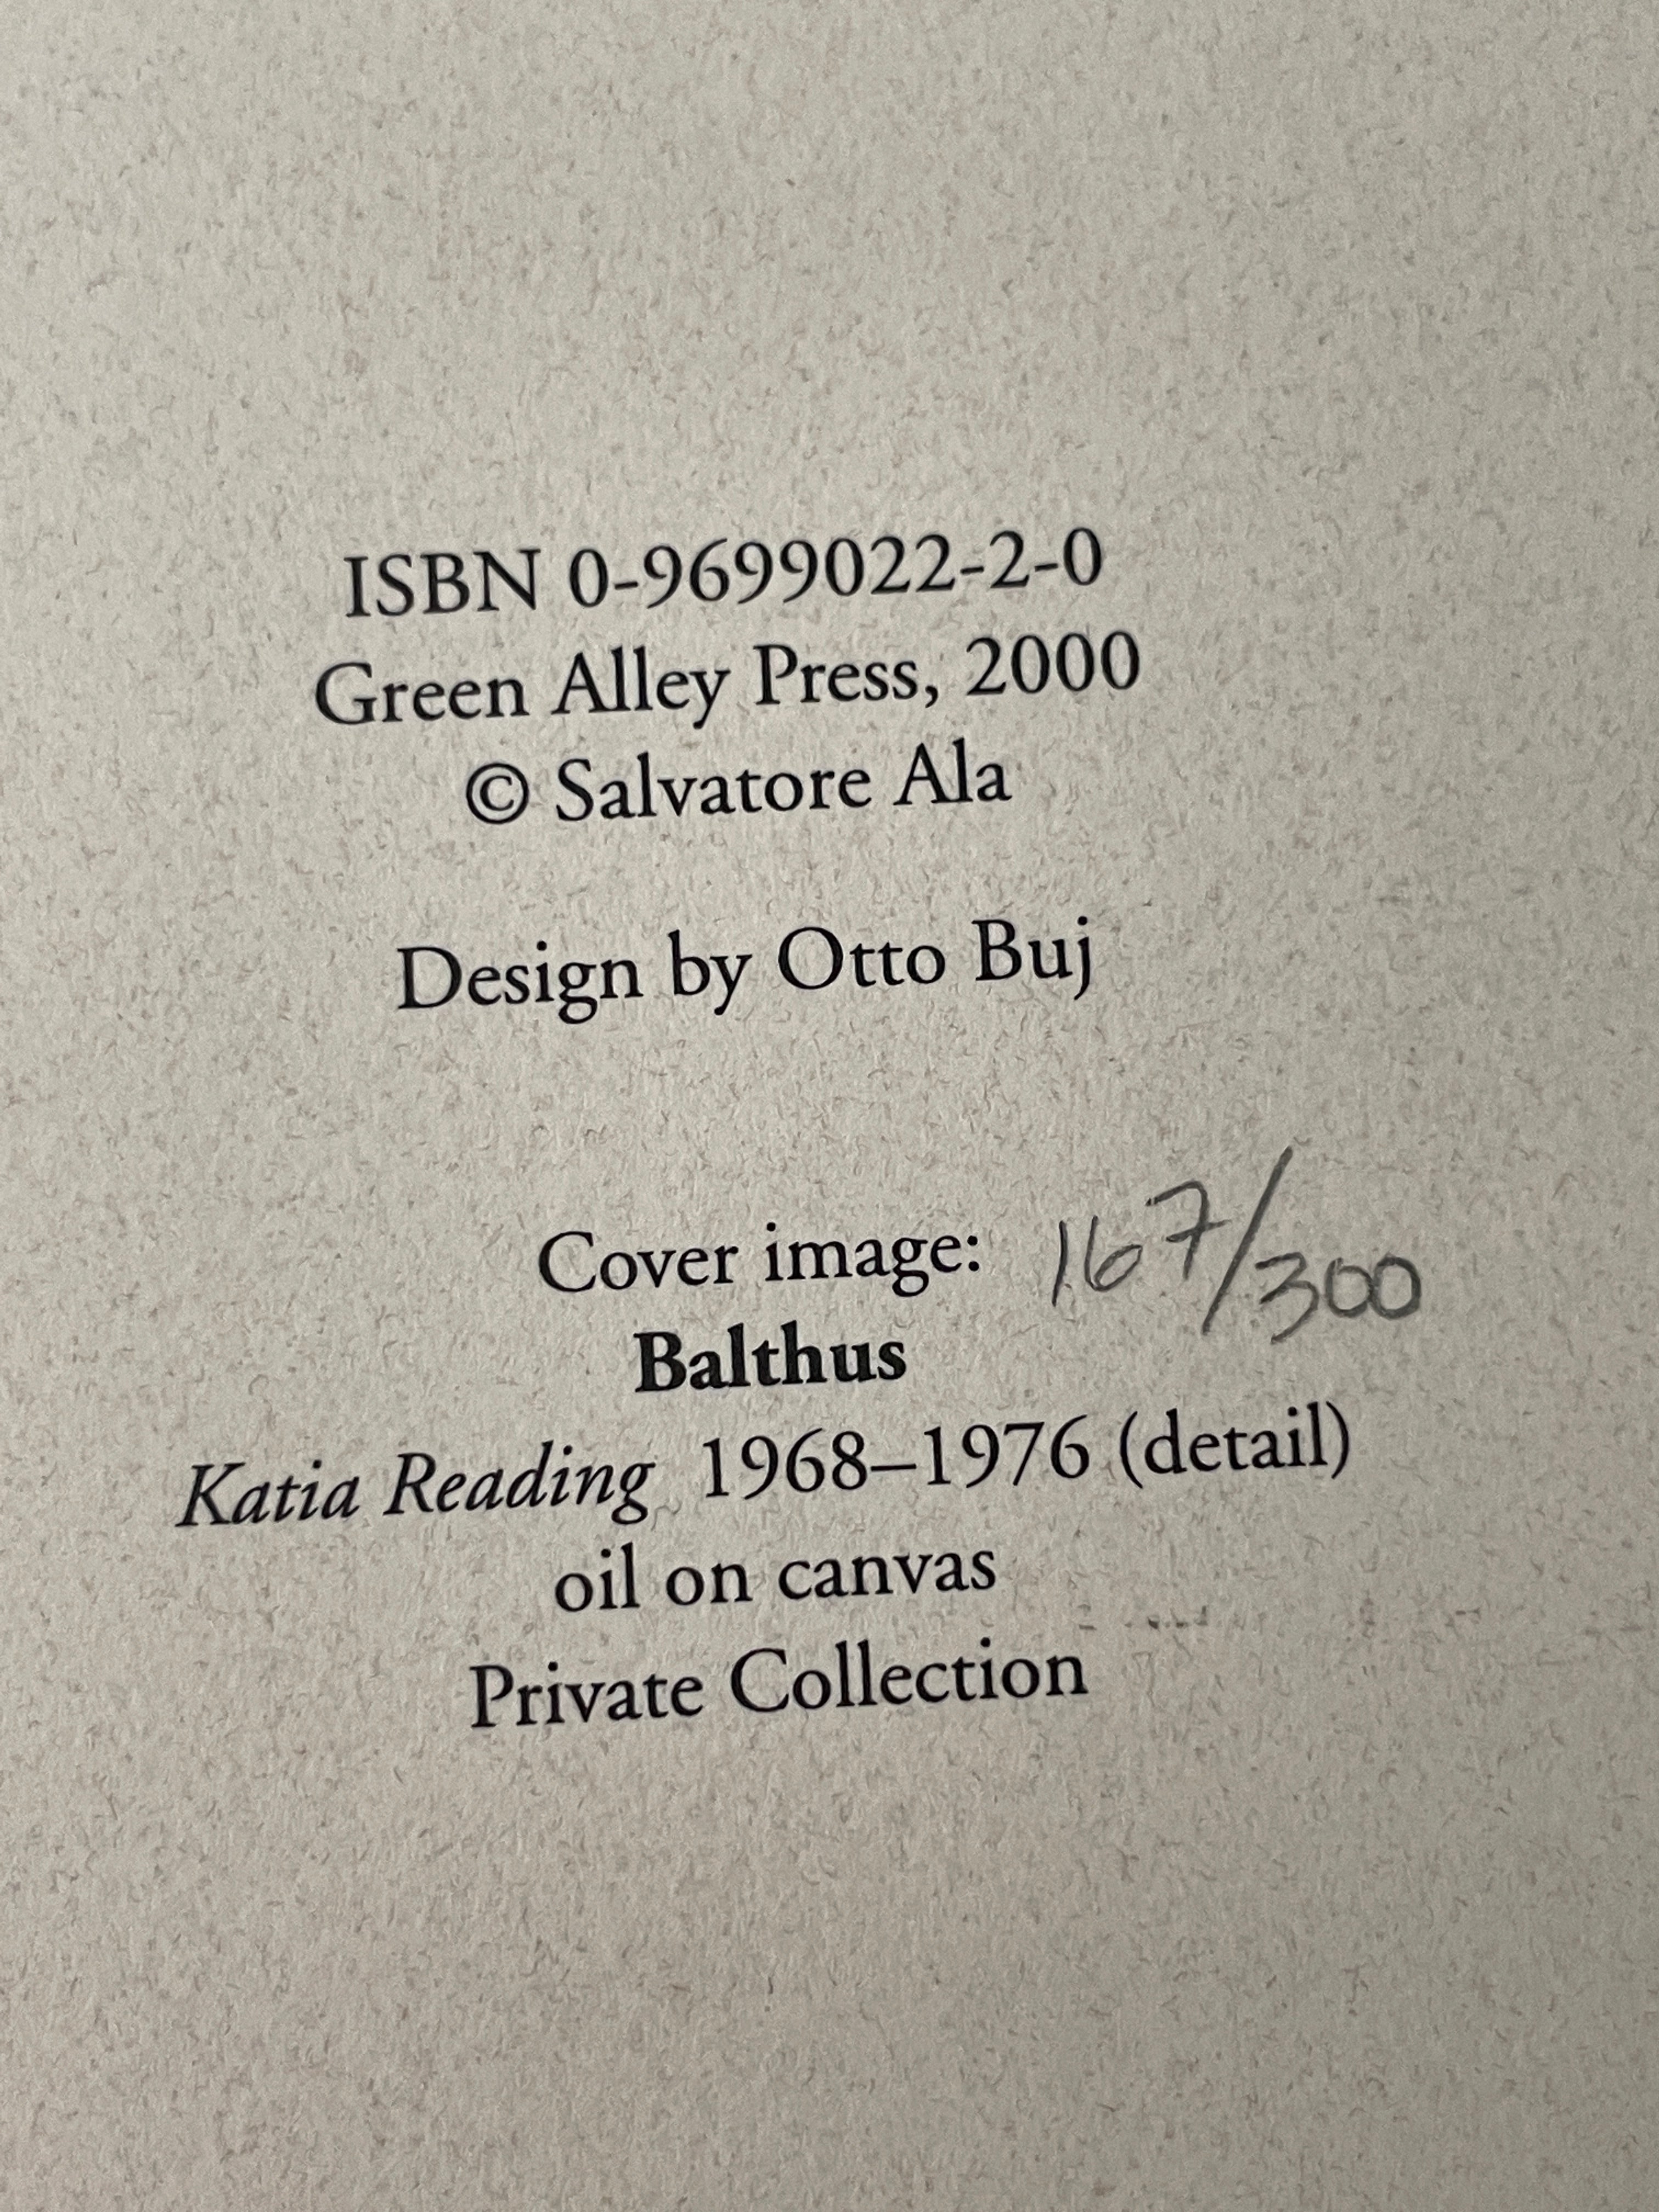 ISBN 0-9699022-2-0
Green Alley Press, 2000
© Salvatore Ala
Design by Otto Buj
Cover image: 167/300
Balthus
Katia Reading 1968–1976 (detail)
oil on canvas
Private Collection